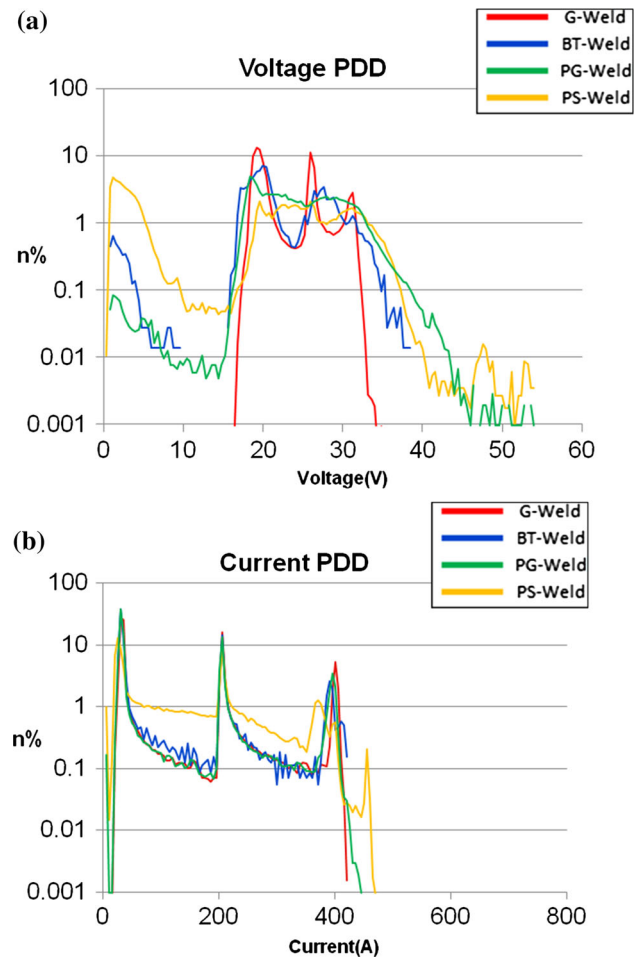 (a)
Voltage PDD
G-Weld
BT-Weld
PG-Weld
PS-Weld
100
10
1
0.1
0.01
0.001
n%
0 10 20 30 40 50 60
Voltage(V)
(b)
Current PDD
G-Weld
BT-Weld
PG-Weld
PS-Weld
100
10
1
0.1
0.01
0.001
n%
0 200 400 600 800
Current(A)